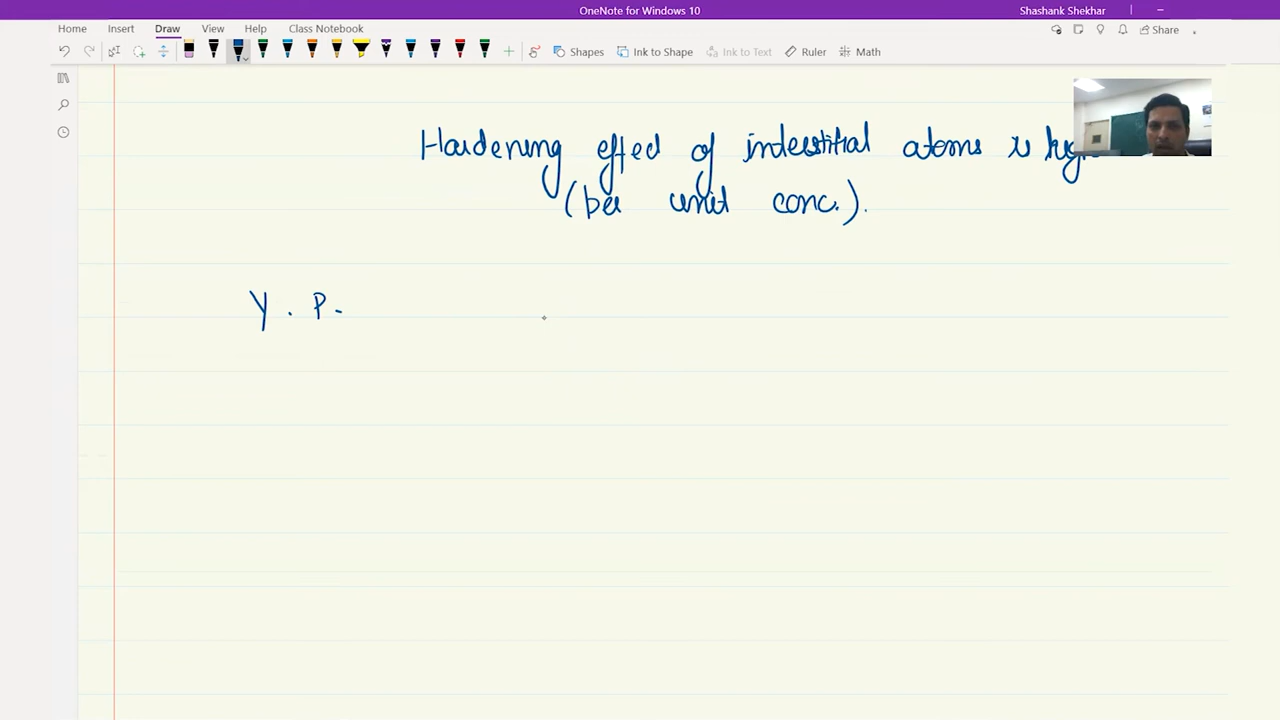 OneNote for Windows 10
Shashank Shekhar
Home Insert Draw View Help Class Notebook
Share
Shapes Ink to Shape Ink to Text Ruler Math
Hardening effect of interstitial atoms is
(per unit conc.).
Y. P.